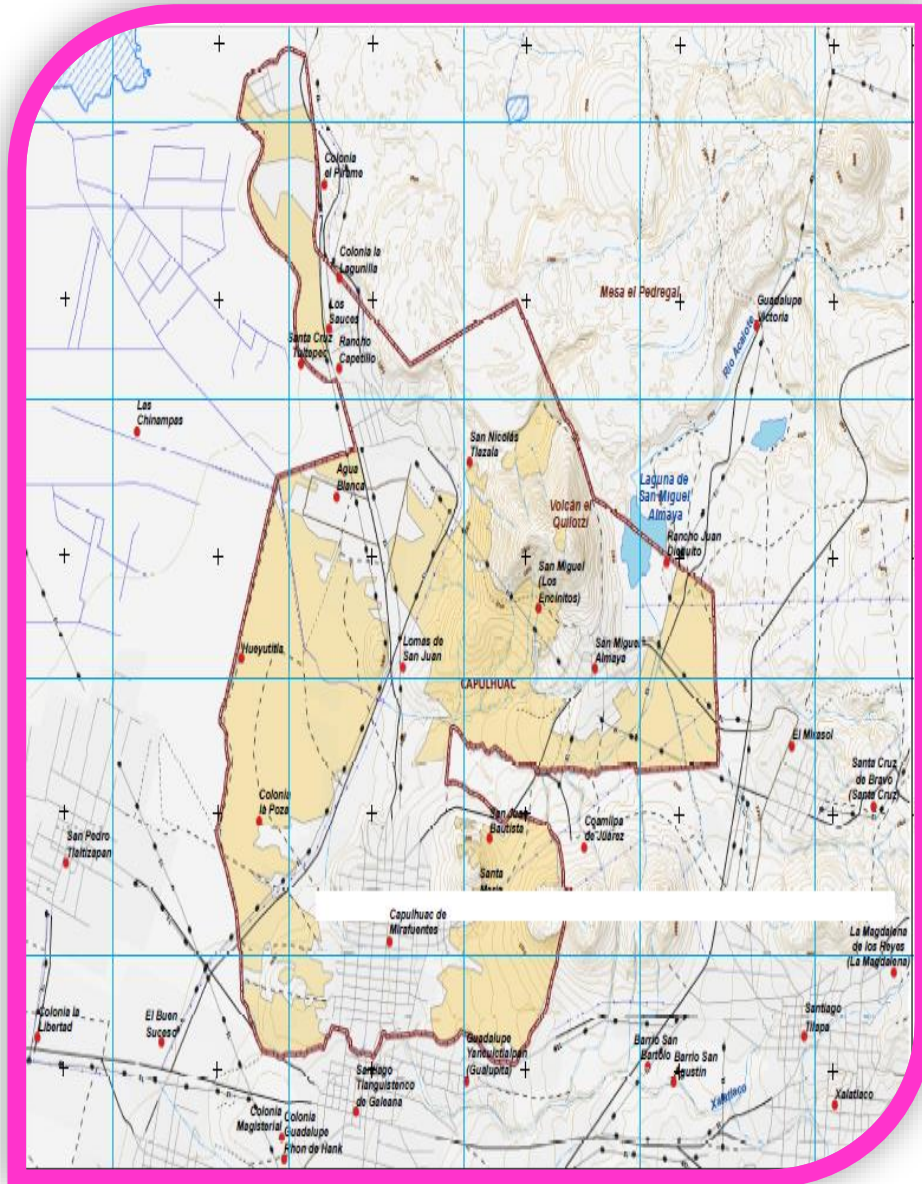 Colonia
el Pirame
Colonia la
Lagunilla
Mesa el Pedregal
Guadalupe
Victoria
Los
Sauces
Río Acalote
Santa Cruz
Tultepec
Rancho
Capetillo
Las
Chinampas
San Nicolás
Tlazala
Agua
Blanca
Laguna de
San Miguel
Almaya
Volcán el
Quilotzi
Rancho Juan
Dieguito
San Miguel
(Los
Encinitos)
Hueyutitla
Lomas de
San Juan
San Miguel
Almaya
CAPULHUAC
El Mirasol
Santa Cruz
de Bravo
(Santa Cruz)
Colonia
la Poza
San Juan
Bautista
Coamilpa
de Juárez
San Pedro
Tlaltizapan
Santa
María
Capulhuac de
Mirafuentes
La Magdalena
de los Reyes
(La Magdalena)
Colonia la
Libertad
El Buen
Suceso
Santiago
Tilapa
Guadalupe
Yancuictlalpan
(Gualupita)
Barrio San
Bartolo
Barrio San
Agustín
Santiago
Tianguistenco
de Galeana
Xalatlaco
Xalatlaco
Colonia
Magisterial
Colonia
Guadalupe
Rhon de Hank